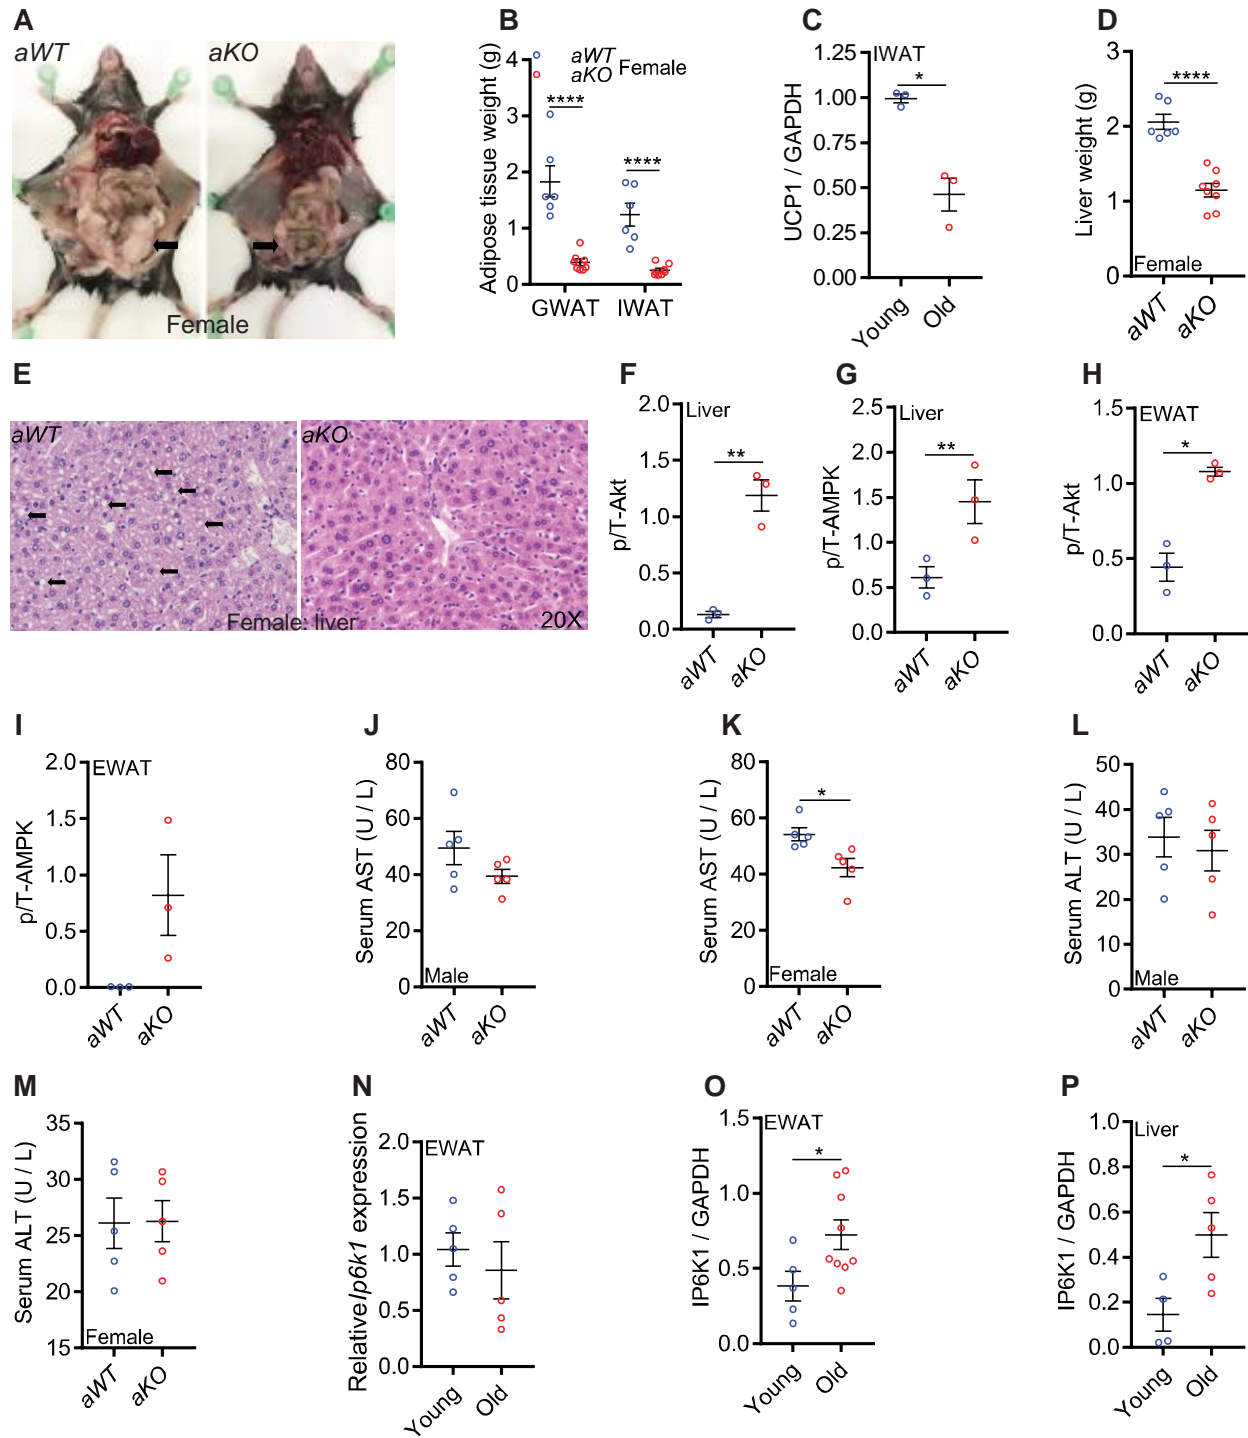 A
aWT
aKO
Female
B
Adipose tissue weight (g)
4
3
2
1
0
aWT
aKO
Female
****
****
GWAT
IWAT
C
UCP1 / GAPDH
1.25
1.00
0.75
0.50
0.25
0.00
IWAT
*
Young
Old
D
Liver weight (g)
3
2
1
0
****
Female
aWT
aKO
E
aWT
aKO
Female: liver
20X
F
p/T-Akt
2.0
1.5
1.0
0.5
0.0
Liver
**
aWT
aKO
G
p/T-AMPK
2.5
2.0
1.5
1.0
0.5
0.0
Liver
**
aWT
aKO
H
p/T-Akt
1.5
1.0
0.5
0.0
EWAT
*
aWT
aKO
I
p/T-AMPK
2.0
1.5
1.0
0.5
0.0
EWAT
aWT
aKO
J
Serum AST (U / L)
80
60
40
20
0
Male
aWT
aKO
K
Serum AST (U / L)
80
60
40
20
0
*
Female
aWT
aKO
L
Serum ALT (U / L)
50
40
30
20
10
0
Male
aWT
aKO
M
Serum ALT (U / L)
35
30
25
20
15
Female
aWT
aKO
N
Relative Ip6k1 expression
2.0
1.5
1.0
0.5
0.0
EWAT
Young
Old
O
IP6K1 / GAPDH
1.5
1.0
0.5
0.0
EWAT
*
Young
Old
P
IP6K1 / GAPDH
1.0
0.8
0.6
0.4
0.2
0.0
Liver
*
Young
Old